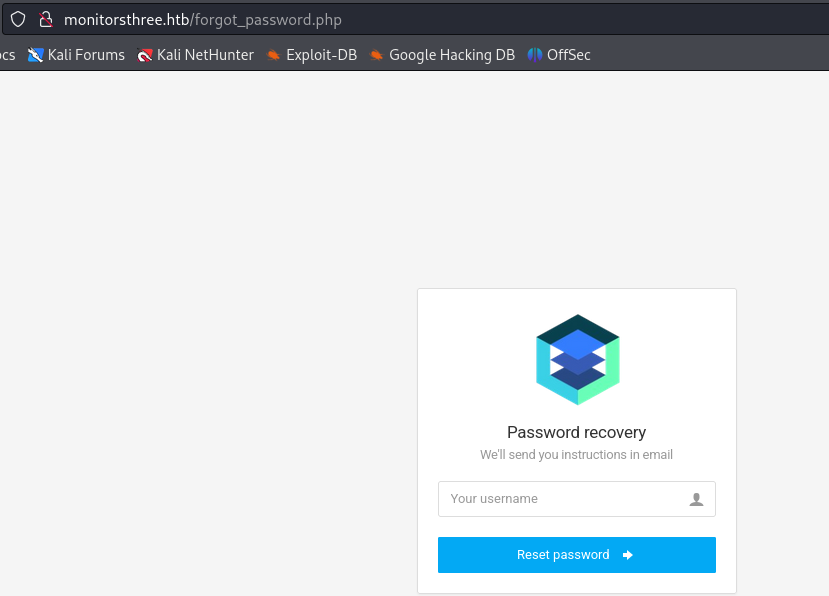 monitorsthree.htb/forgot_password.php
ocs Kali Forums Kali NetHunter Exploit-DB Google Hacking DB OffSec
Password recovery
We'll send you instructions in email
Your username
Reset password